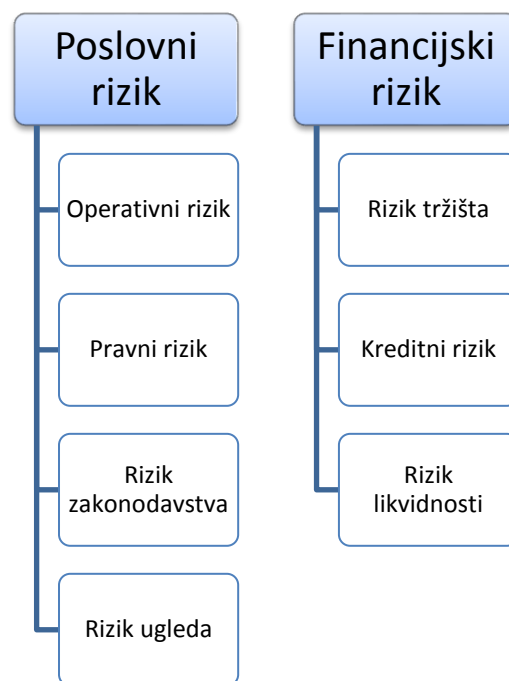 Poslovni
rizik
Operativni rizik
Pravni rizik
Rizik
zakonodavstva
Rizik ugleda
Financijski
rizik
Rizik tržišta
Kreditni rizik
Rizik
likvidnosti